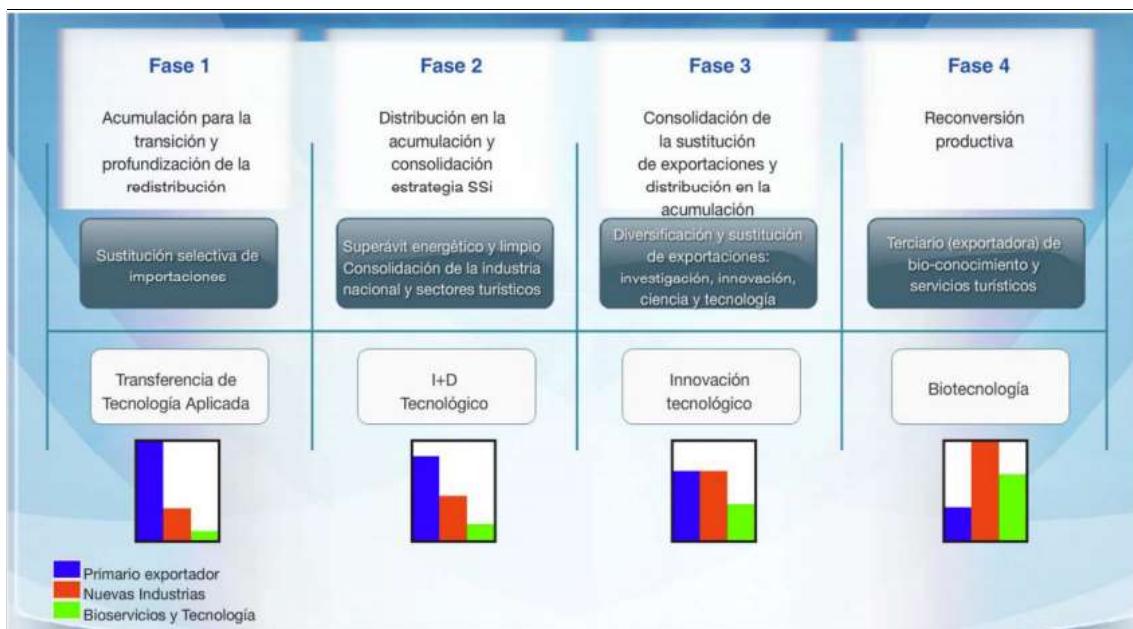 Fase 1
Acumulación para la
transición y
profundización de la
redistribución
Sustitución selectiva de
importaciones
Transferencia de
Tecnología Aplicada
Fase 2
Distribución en la
acumulación y
consolidación
estrategia SSi
Superávit energético y limpio
Consolidación de la industria
nacional y sectores turísticos
I+D
Tecnológico
Fase 3
Consolidación de
la sustitución
de exportaciones y
distribución en la
acumulación
Diversificación y sustitución
de exportaciones:
investigación, innovación,
ciencia y tecnología
Innovación
tecnológico
Fase 4
Reconversión
productiva
Terciario (exportadora) de
bio-conocimiento y
servicios turísticos
Biotecnología
Primario exportador
Nuevas Industrias
Bioservicios y Tecnología